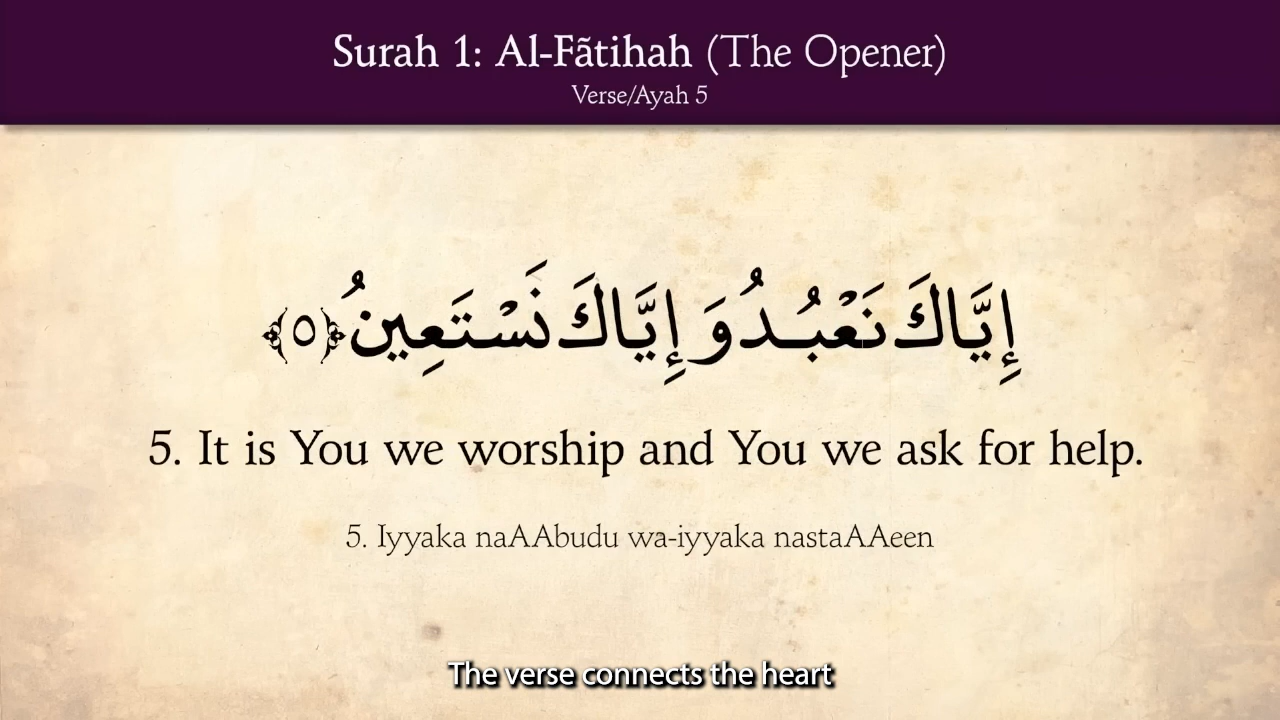 Surah 1: Al-Fãtihah (The Opener)
Verse/Ayah 5
إِيَّاكَ نَعْبُدُ وَإِيَّاكَ نَسْتَعِينُ ﴿٥﴾
5. It is You we worship and You we ask for help.
5. Iyyaka naAAbudu wa-iyyaka nastaAAeen
The verse connects the heart